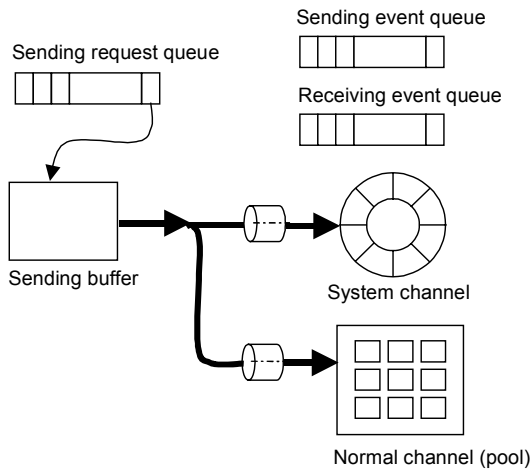 Sending event queue
Sending request queue
Receiving event queue
Sending buffer
System channel
Normal channel (pool)